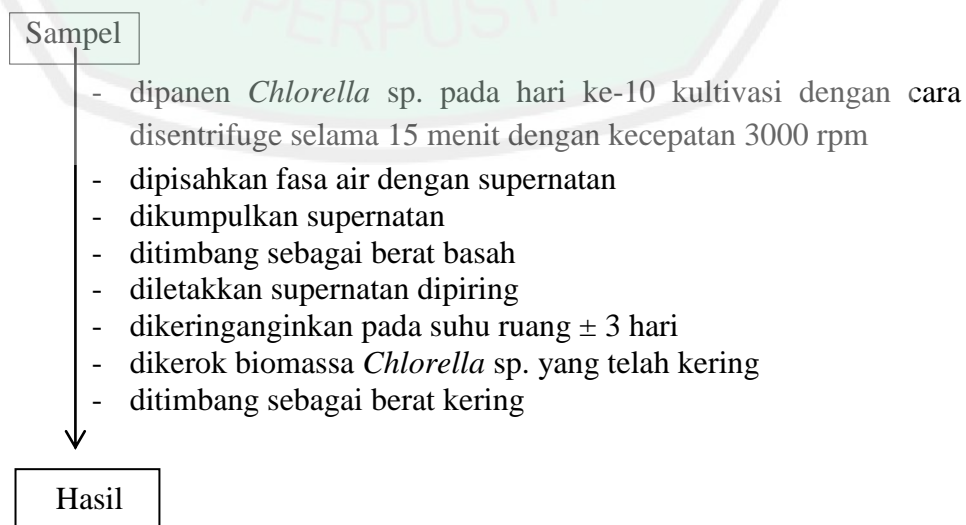 PERPUST
Sampel
- dipanen Chlorella sp. pada hari ke-10 kultivasi dengan cara
disentrifuge selama 15 menit dengan kecepatan 3000 rpm
- dipisahkan fasa air dengan supernatan
- dikumpulkan supernatan
- ditimbang sebagai berat basah
- diletakkan supernatan dipiring
- dikeringanginkan pada suhu ruang ± 3 hari
- dikerok biomassa Chlorella sp. yang telah kering
- ditimbang sebagai berat kering
Hasil